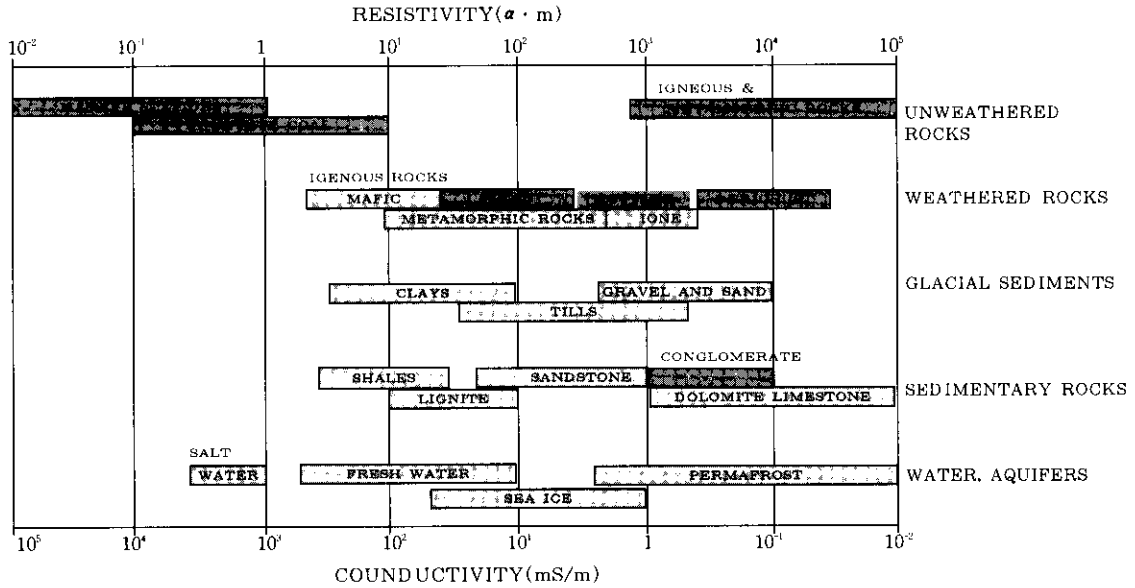 RESISTIVITY(α · m)
10⁻² 10⁻¹ 1 10¹ 10² 10³ 10⁴ 10⁵
IGNEOUS &
UNWEATHERED
ROCKS
IGENOUS ROCKS
MAFIC
WEATHERED ROCKS
METAMORPHIC ROCKS IONE
GLACIAL SEDIMENTS
CLAYS GRAVEL AND SAND
TILLS
CONGLOMERATE
SHALES SANDSTONE
SEDIMENTARY ROCKS
LIGNITE DOLOMITE LIMESTONE
SALT
WATER FRESH WATER PERMAFROST WATER, AQUIFERS
SEA ICE
10⁵ 10⁴ 10³ 10² 10¹ 1 10⁻¹ 10⁻²
COUNDUCTIVITY(mS/m)